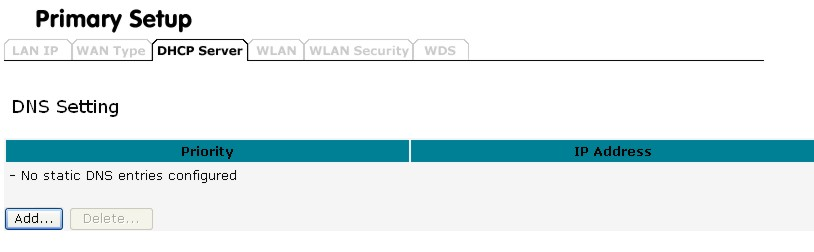 Primary Setup
LAN IP WAN Type DHCP Server WLAN WLAN Security WDS
DNS Setting
Priority IP Address
- No static DNS entries configured
Add... Delete...